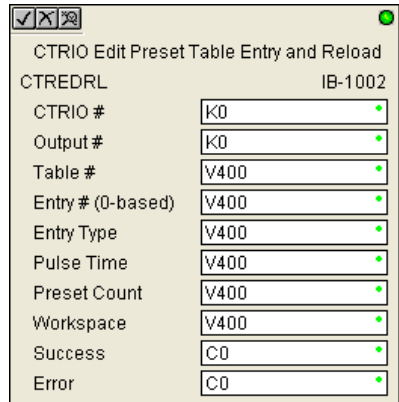 CTRIO Edit Preset Table Entry and Reload
CTREDRL IB-1002
CTRIO # K0
Output # K0
Table # V400
Entry # (0-based) V400
Entry Type V400
Pulse Time V400
Preset Count V400
Workspace V400
Success C0
Error C0